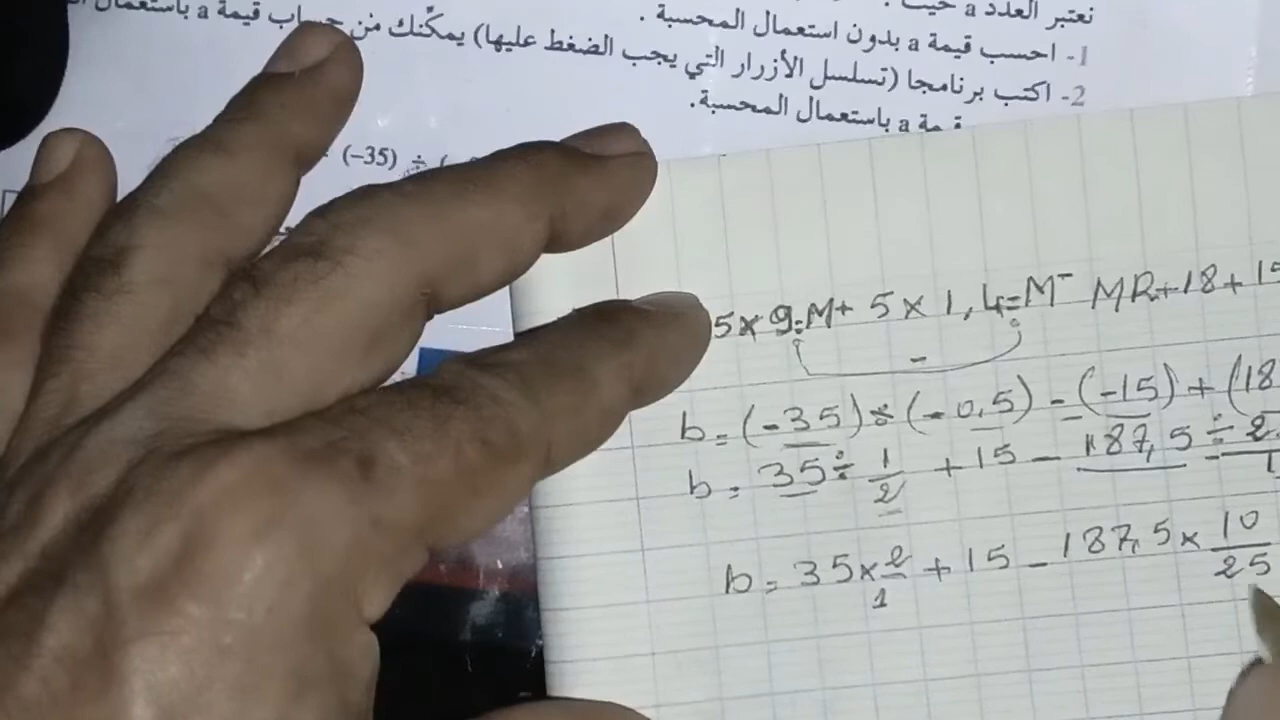 نعتبر العدد a حيث :
1- احسب قيمة a بدون استعمال المحسبة .
2- اكتب برنامجا (تسلسل الأزرار التي يجب الضغط عليها) يمكّنك من حساب قيمة a باستعمال
قيمة a باستعمال المحسبة.
(−35) ÷
5 × 9 = M+ 5 × 1,4 = M- MR + 18 + 1
-
b = (-35) ÷ (-0,5) - (-15) + (18
b = 35 ÷ 1/2 + 15 - 187,5 ÷ 2
b = 35 × 2/1 + 15 - 187,5 × 10/25